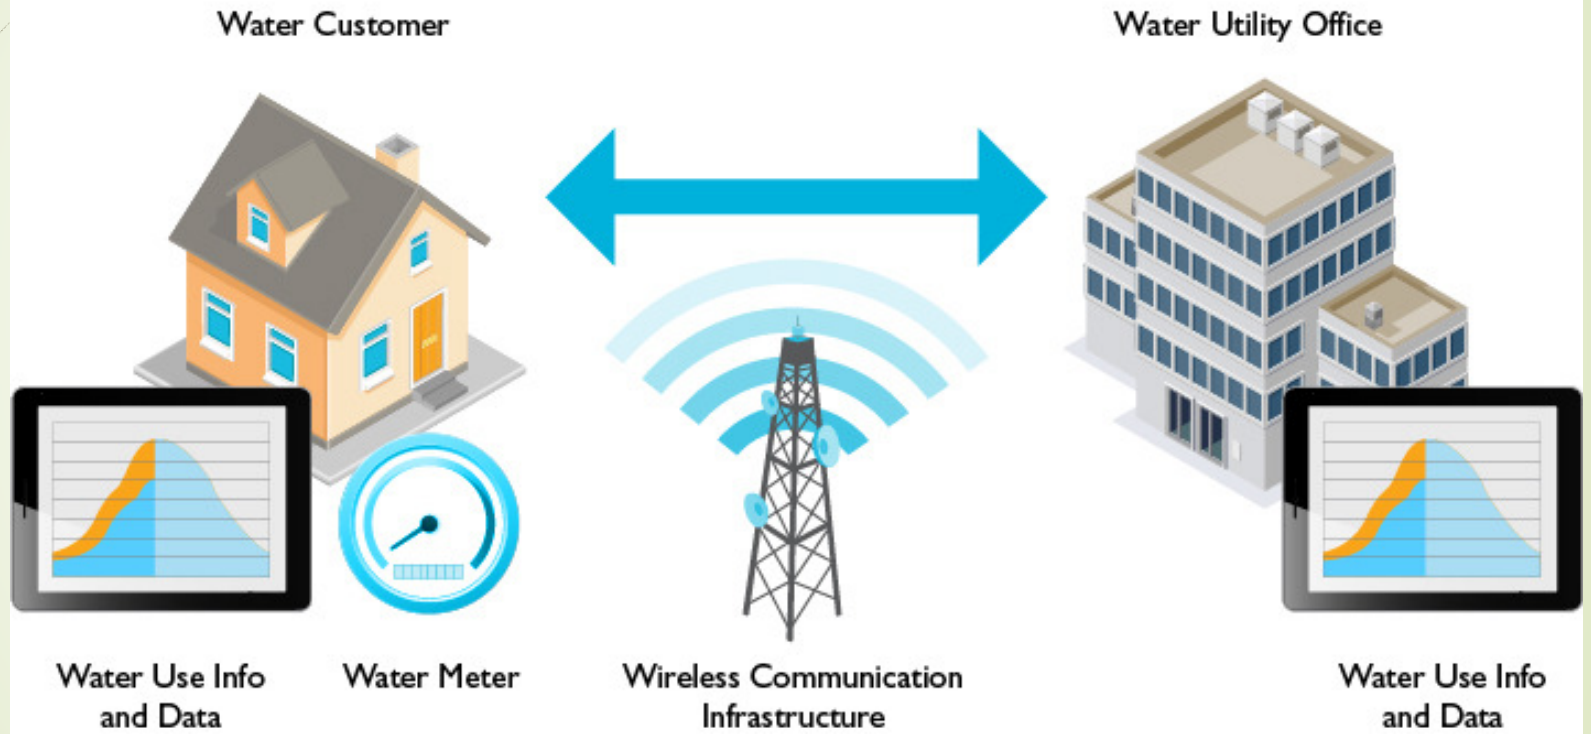 Water Customer
Water Utility Office
Water Use Info
and Data
Water Meter
Wireless Communication
Infrastructure
Water Use Info
and Data